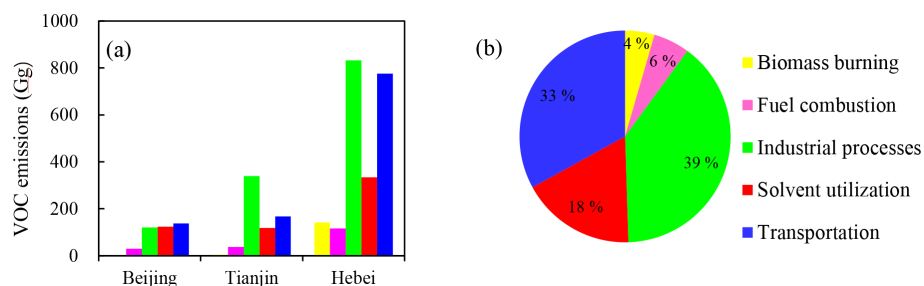 (a)
VOC emissions (Gg)
1000
800
600
400
200
0
Beijing
Tianjin
Hebei
(b)
4 %
6 %
39 %
18 %
33 %
Biomass burning
Fuel combustion
Industrial processes
Solvent utilization
Transportation